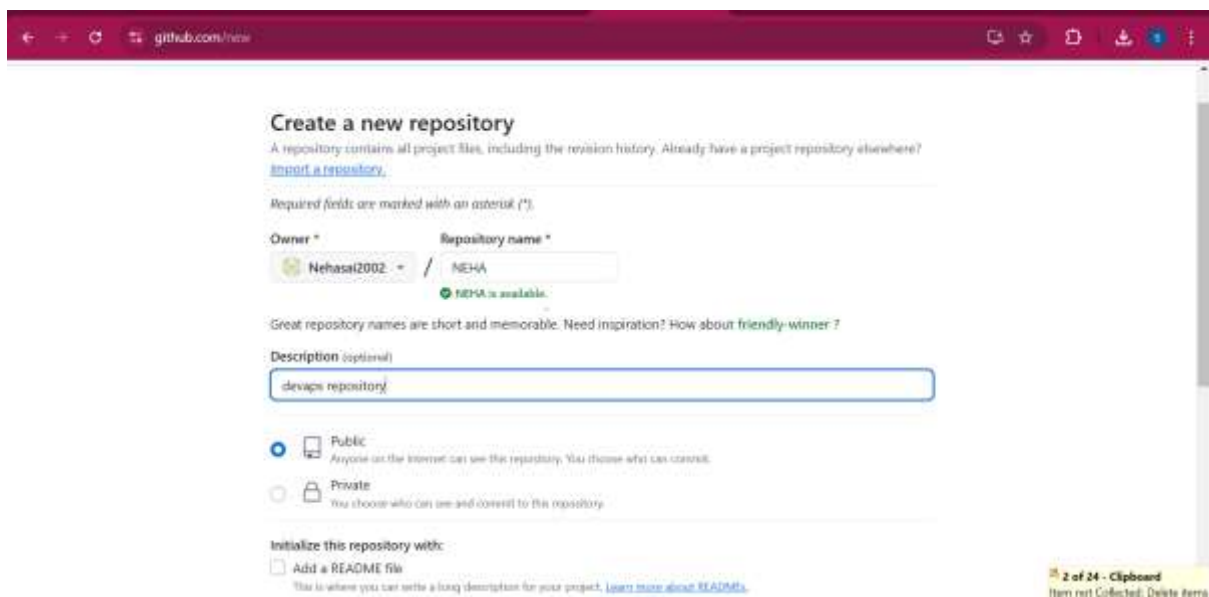 github.com/new
Create a new repository
A repository contains all project files, including the revision history. Already have a project repository elsewhere?
Import a repository.
Required fields are marked with an asterisk (*).
Owner * Repository name *
Nehasai2002 / NEHA
NEHA is available.
Great repository names are short and memorable. Need inspiration? How about friendly-winner ?
Description (optional)
devaps repository
Public
Anyone on the internet can see this repository. You choose who can commit.
Private
You choose who can see and commit to this repository.
Initialize this repository with:
Add a README file
This is where you can write a long description for your project. Learn more about READMEs.
2 of 24 - Clipboard
Item not Collected: Delete items